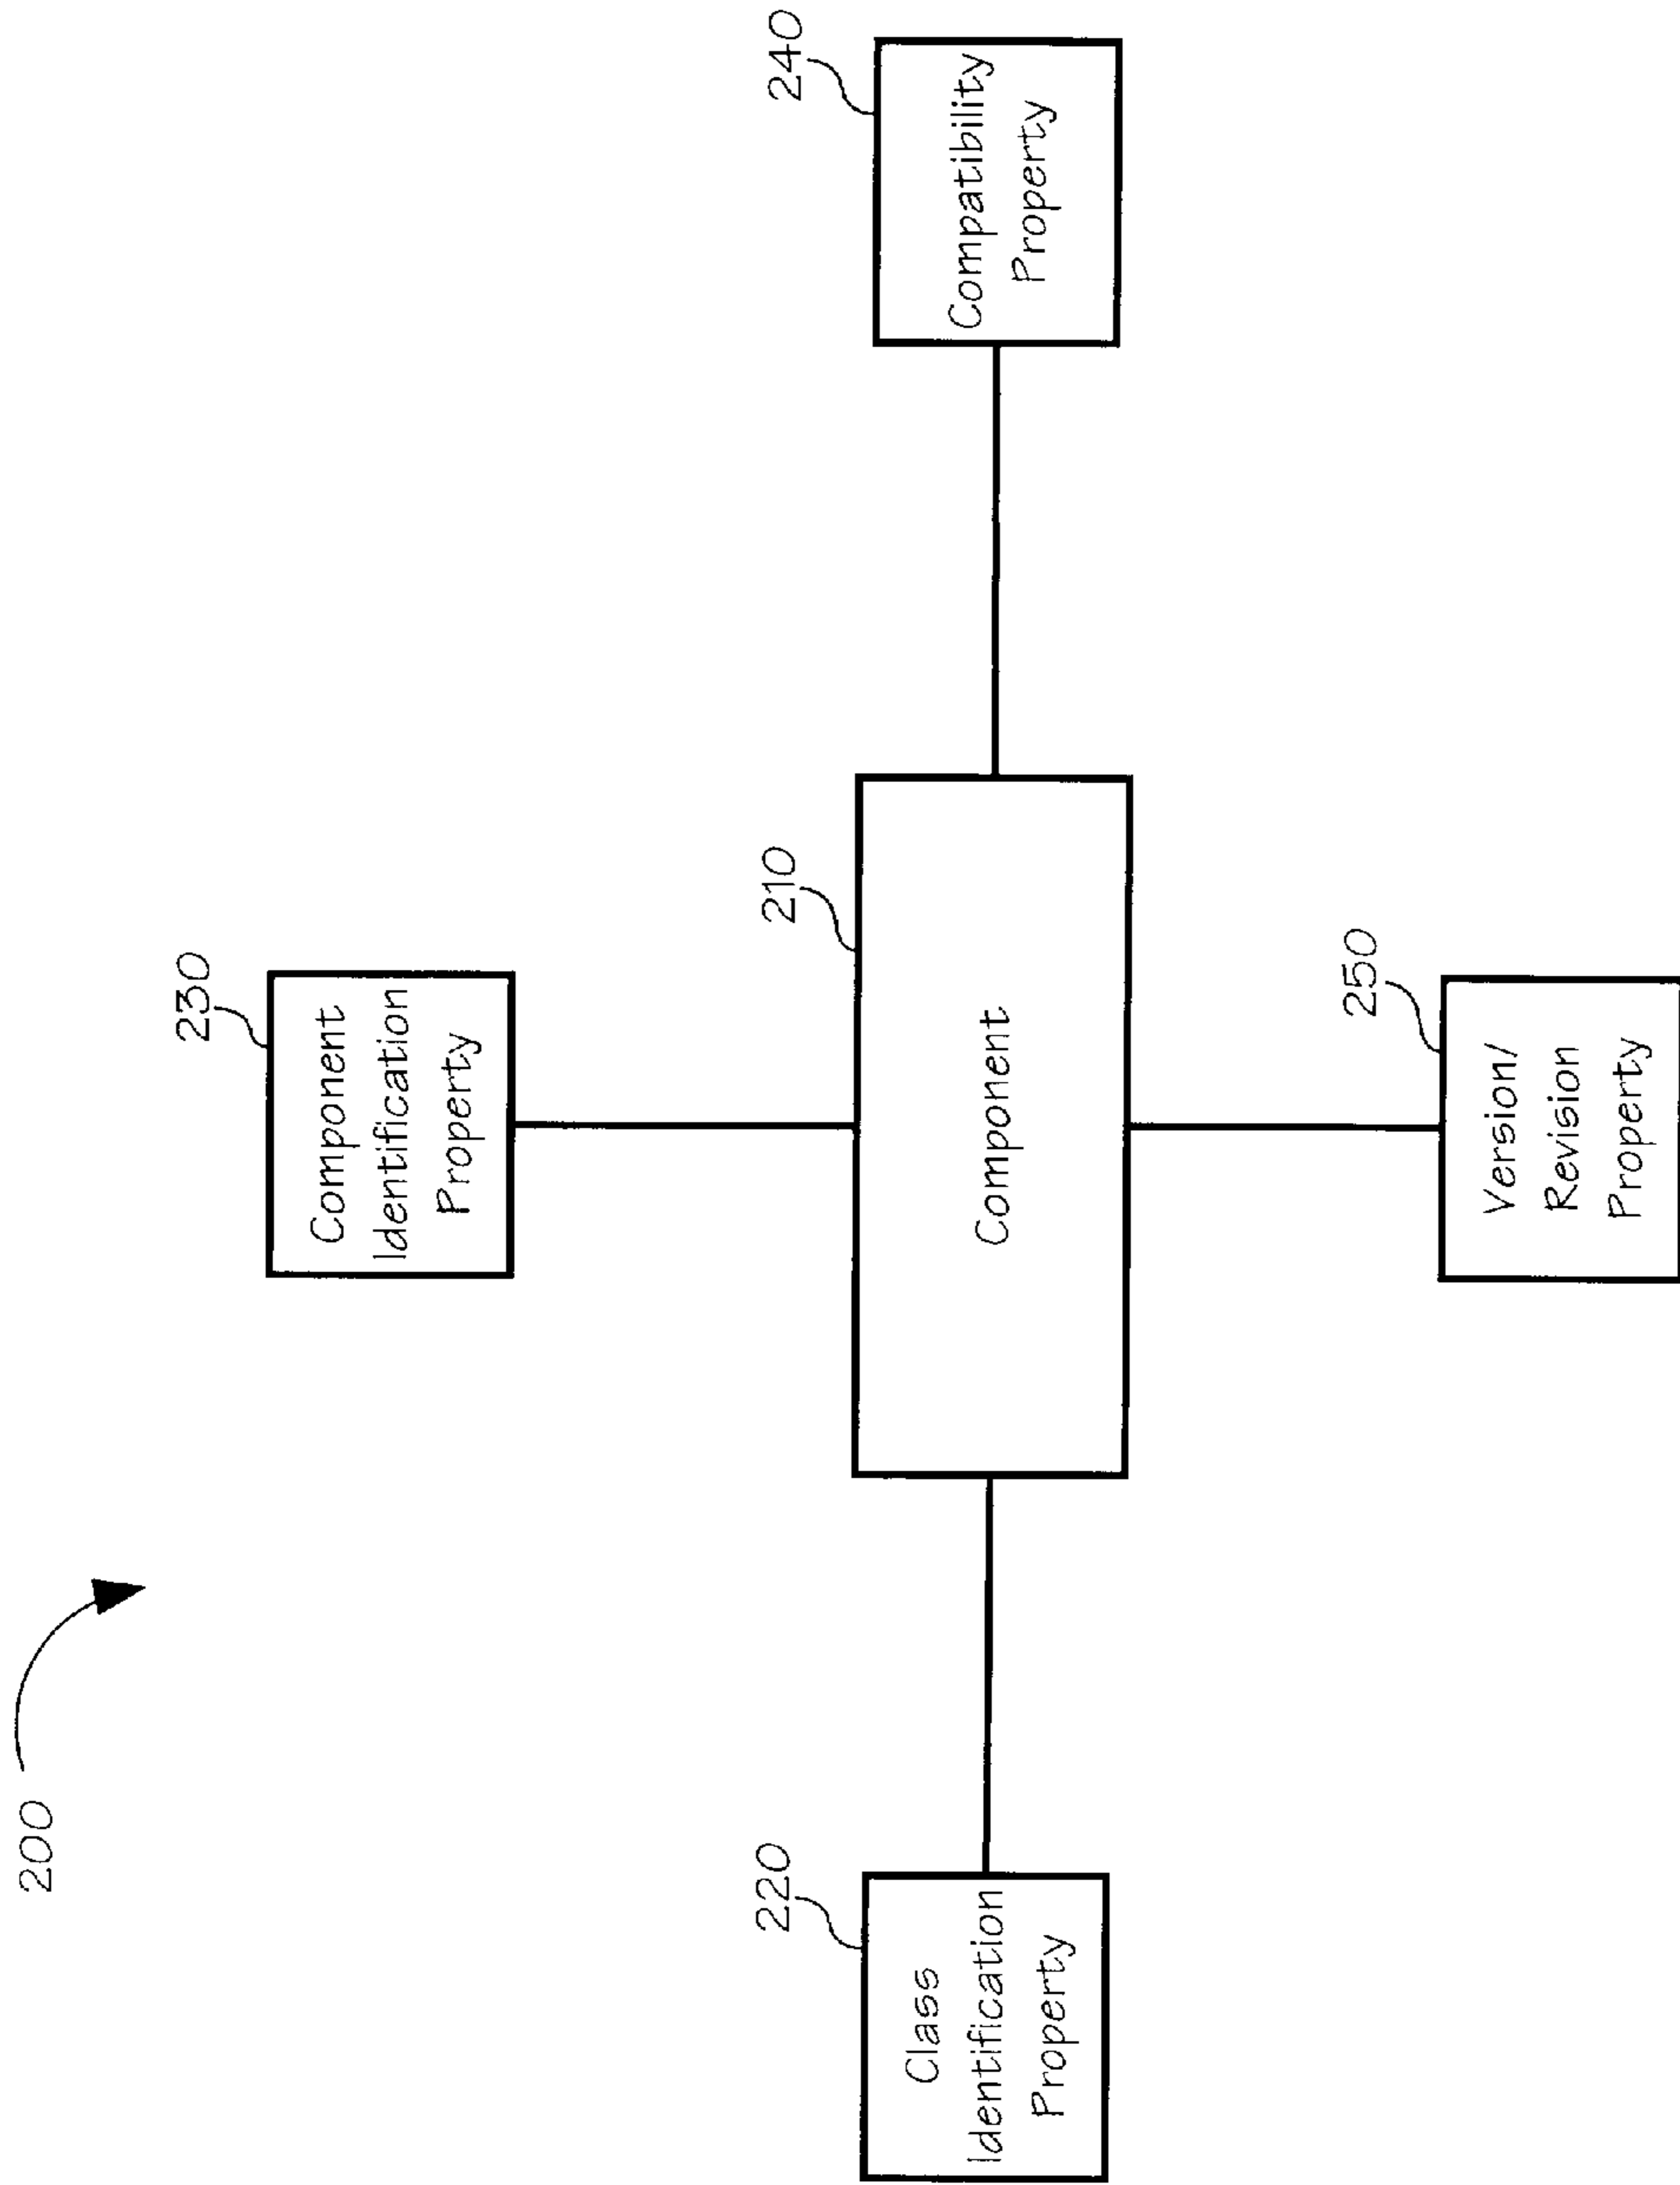 200
230
Component
Identification
Property
220
Class
Identification
Property
210
Component
240
Compatibility
Property
250
Version/
Revision
Property